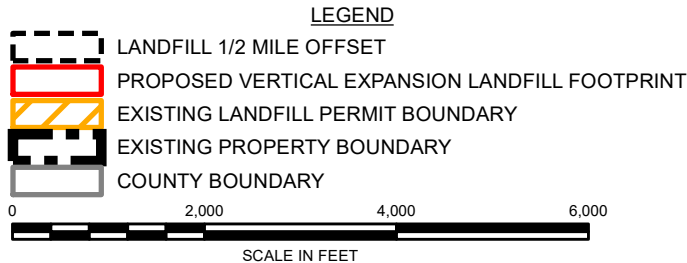 LEGEND
LANDFILL 1/2 MILE OFFSET
PROPOSED VERTICAL EXPANSION LANDFILL FOOTPRINT
EXISTING LANDFILL PERMIT BOUNDARY
EXISTING PROPERTY BOUNDARY
COUNTY BOUNDARY
0 2,000 4,000 6,000
SCALE IN FEET